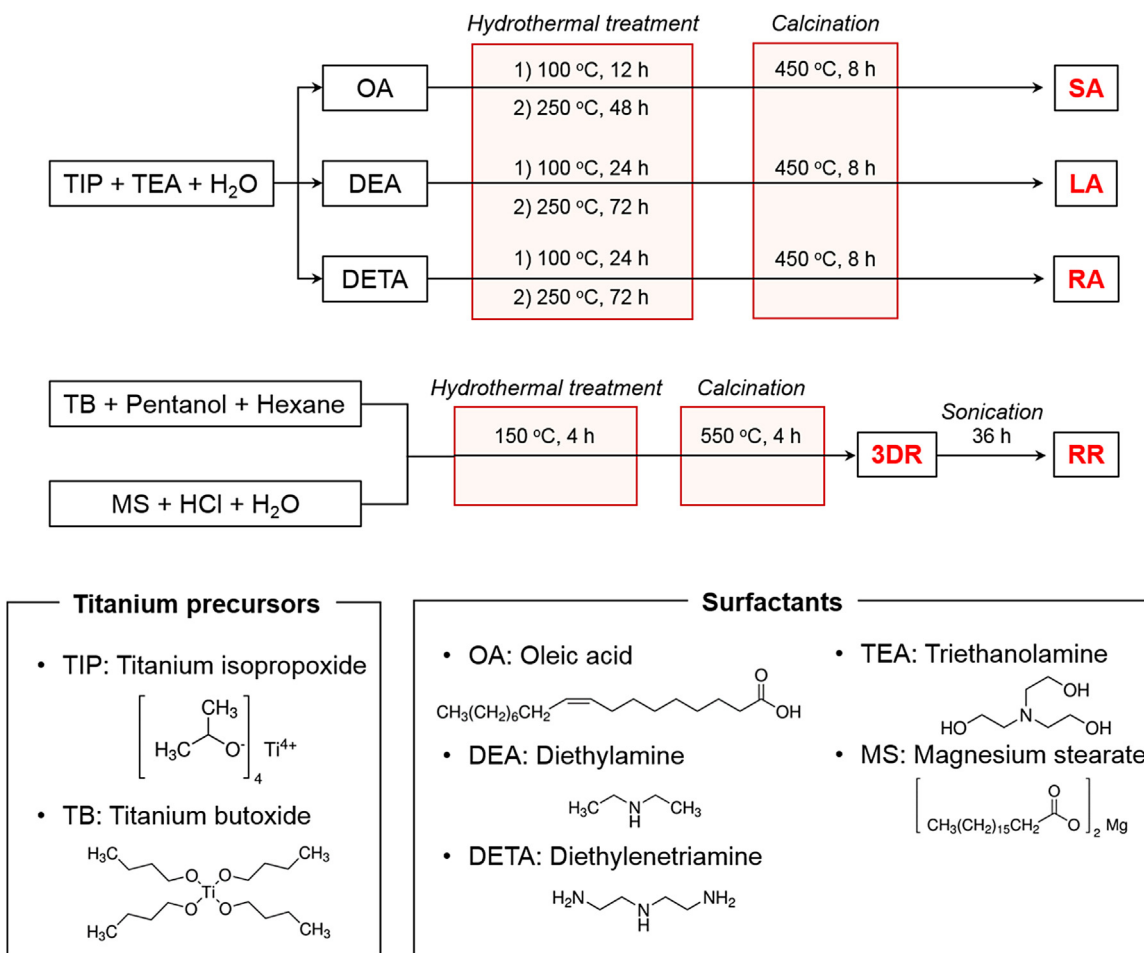 Hydrothermal treatment
Calcination
OA
1) 100 °C, 12 h
2) 250 °C, 48 h
450 °C, 8 h
SA
TIP + TEA + H₂O
DEA
1) 100 °C, 24 h
2) 250 °C, 72 h
450 °C, 8 h
LA
DETA
1) 100 °C, 24 h
2) 250 °C, 72 h
450 °C, 8 h
RA
Hydrothermal treatment
Calcination
Sonication
TB + Pentanol + Hexane
MS + HCl + H₂O
150 °C, 4 h
550 °C, 4 h
3DR
36 h
RR
Titanium precursors
• TIP: Titanium isopropoxide
CH₃
H₃C
O⁻
4
Ti⁴⁺
• TB: Titanium butoxide
H₃C
CH₃
O
O
Ti
O
O
H₃C
CH₃
Surfactants
• OA: Oleic acid
O
CH₃(CH₂)₆CH₂
OH
• DEA: Diethylamine
H₃C
N
H
CH₃
• DETA: Diethylenetriamine
H₂N
N
H
NH₂
• TEA: Triethanolamine
OH
N
HO
OH
• MS: Magnesium stearate
O
CH₃(CH₂)₁₅CH₂
O⁻
2
Mg